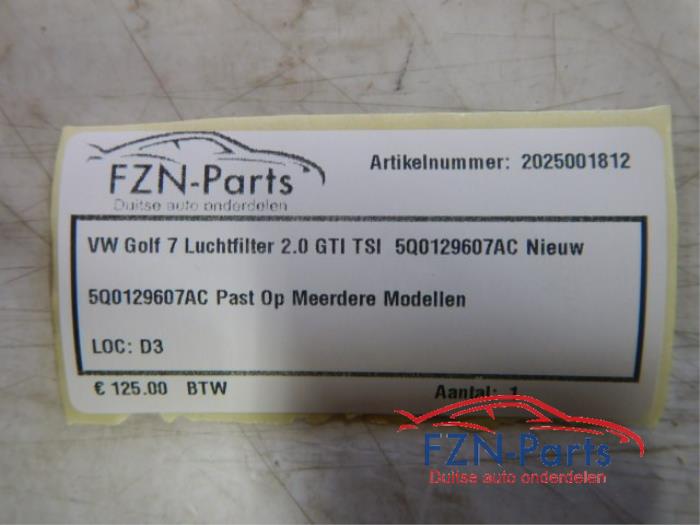 FZN-Parts
Duitse auto onderdelen
Artikelnummer: 2025001812
VW Golf 7 Luchtfilter 2.0 GTI TSI 5Q0129607AC Nieuw
5Q0129607AC Past Op Meerdere Modellen
LOC: D3
€ 125.00 BTW
Aantal: 1
FZN-Parts
Duitse auto onderdelen